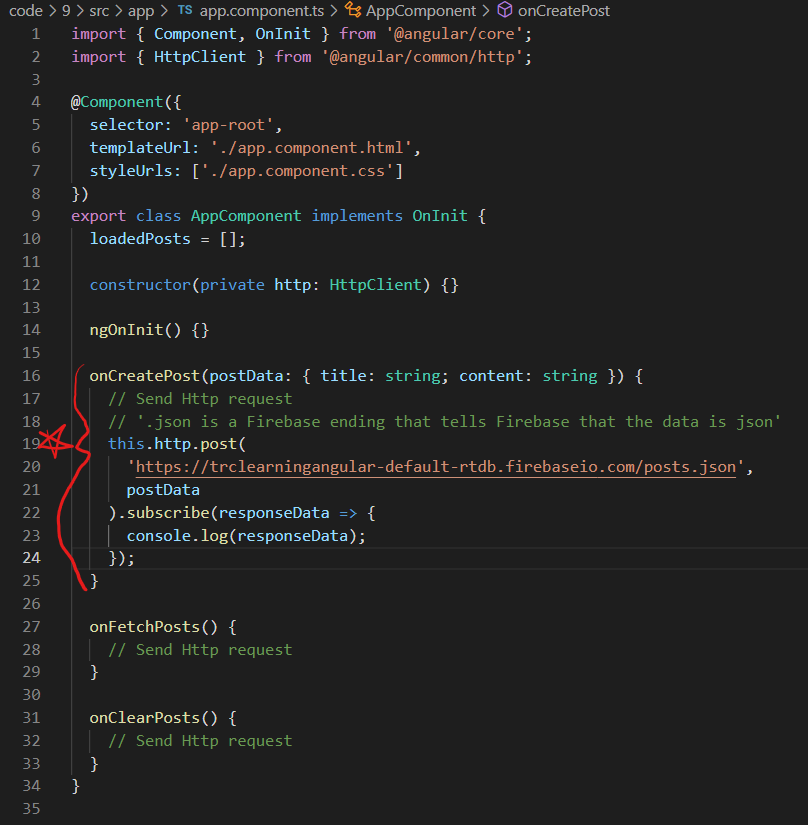 code > 9 > src > app > TS app.component.ts > AppComponent > onCreatePost
1 import { Component, OnInit } from '@angular/core';
2 import { HttpClient } from '@angular/common/http';
3
4 @Component({
5 selector: 'app-root',
6 templateUrl: './app.component.html',
7 styleUrls: ['./app.component.css']
8 })
9 export class AppComponent implements OnInit {
10 loadedPosts = [];
11
12 constructor(private http: HttpClient) {}
13
14 ngOnInit() {}
15
16 onCreatePost(postData: { title: string; content: string }) {
17 // Send Http request
18 // '.json is a Firebase ending that tells Firebase that the data is json'
19 this.http.post(
20 'https://trclearningangular-default-rtdb.firebaseio.com/posts.json',
21 postData
22 ).subscribe(responseData => {
23 console.log(responseData);
24 });
25 }
26
27 onFetchPosts() {
28 // Send Http request
29 }
30
31 onClearPosts() {
32 // Send Http request
33 }
34 }
35